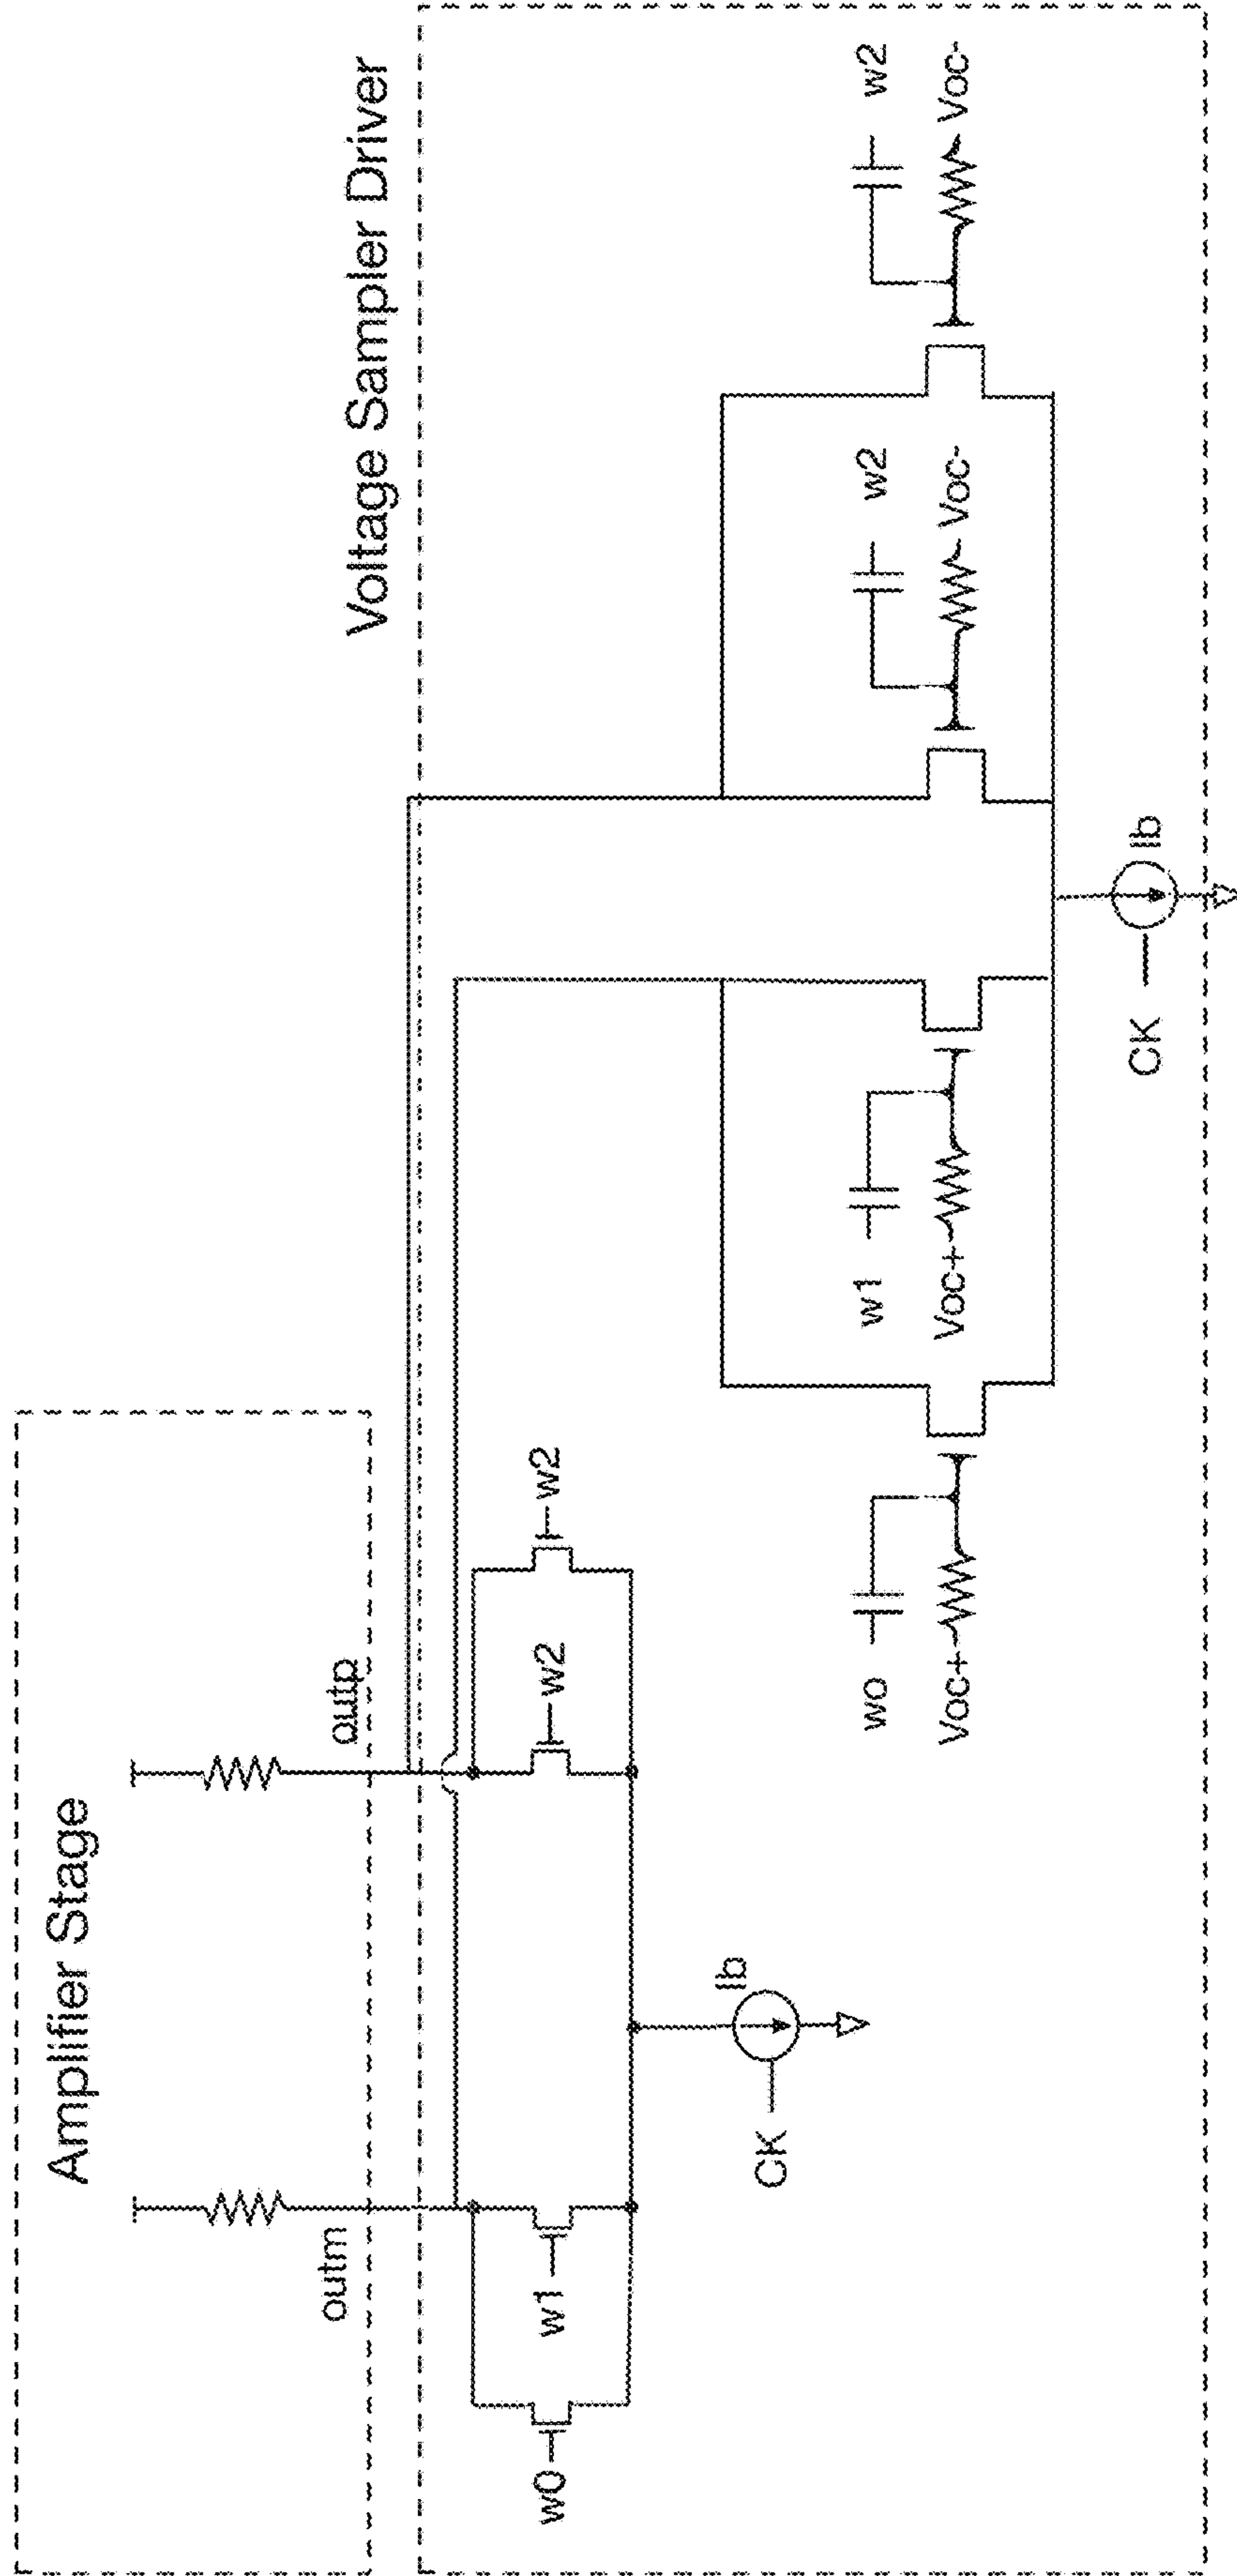 Amplifier Stage
outm
outp
Voltage Sampler Driver
w0
w1
w2
w2
CK
Ib
wo
Voc+
w1
Voc+
w2
Voc-
w2
Voc-
CK
Ib